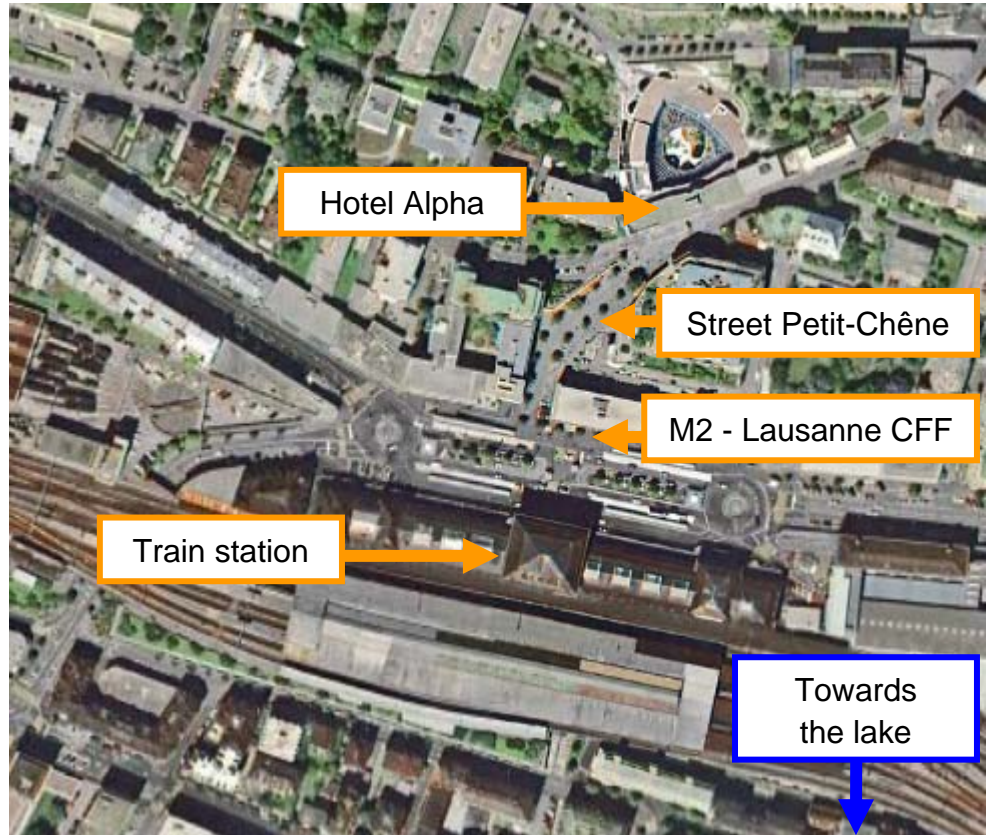 Hotel Alpha
Street Petit-Chêne
M2 - Lausanne CFF
Train station
Towards
the lake